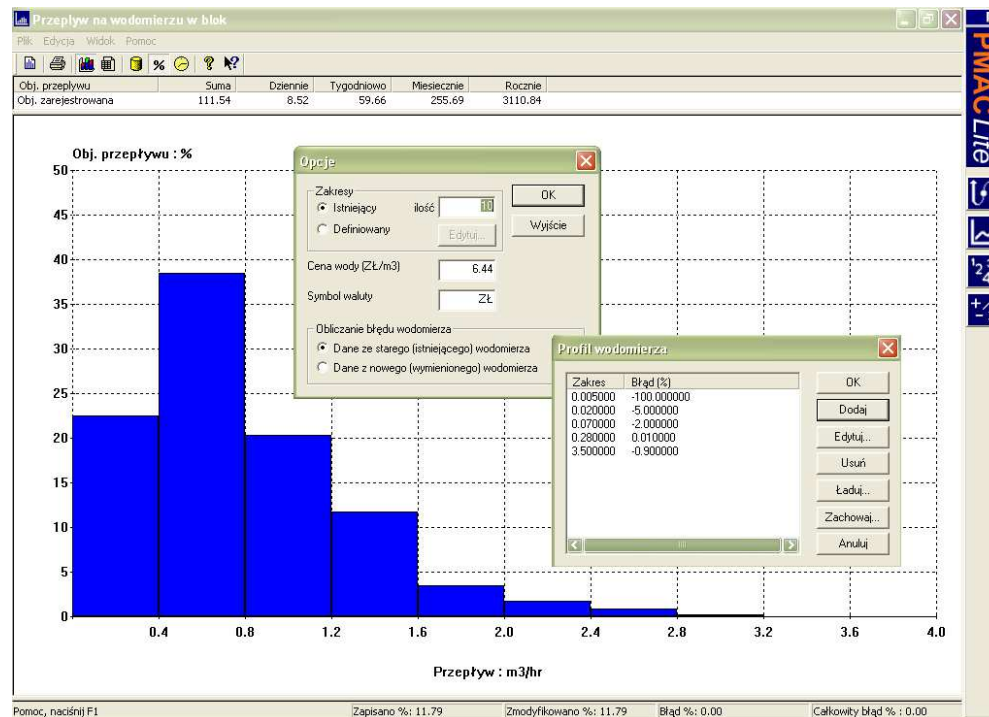 Przepływ na wodomierzu w blok
Plik Edycja Widok Pomoc
%
Obj. przepływu Suma Dziennie Tygodniowo Miesiecznie Rocznie
Obj. zarejestrowana 111.54 8.52 59.66 255.69 3110.84
Obj. przepływu : %
50
45
40
35
30
25
20
15
10
5
0
0.4 0.8 1.2 1.6 2.0 2.4 2.8 3.2 3.6 4.0
Przepływ : m3/hr
Opcje
Zakresy
Istniejący ilość 10
Definiowany Edytuj...
OK
Wyjście
Cena wody (ZŁ/m3) 6.44
Symbol waluty ZŁ
Obliczanie błędu wodomierza
Dane ze starego (istniejącego) wodomierza
Dane z nowego (wymienionego) wodomierza
Profil wodomierza
Zakres Błąd (%)
0.005000 -100.000000
0.020000 -5.000000
0.070000 -2.000000
0.280000 0.010000
3.500000 -0.900000
OK
Dodaj
Edytuj...
Usuń
Ładuj...
Zachowaj...
Anuluj
Pomoc, naciśnij F1 Zapisano %: 11.79 Zmodyfikowano %: 11.79 Błąd %: 0.00 Całkowity błąd % : 0.00
PMAC Lite